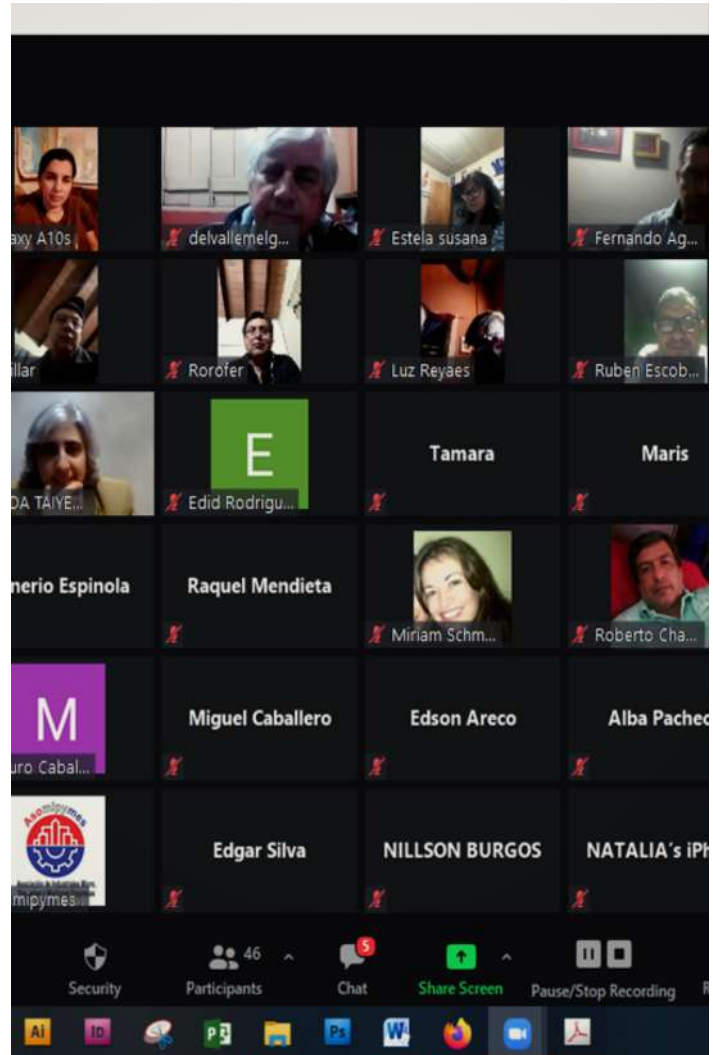 axy A10s
delvallemelg...
Estela susana
Fernando Ag...
illar
Rorofer
Luz Reyaes
Ruben Escob...
DA TAIYE...
E
Edid Rodrigu...
Tamara
Maris
nerio Espinola
Raquel Mendieta
Miriam Schm...
Roberto Cha...
M
uro Cabal...
Miguel Caballero
Edson Areco
Alba Pachec
Asomipymes
mipymes
Edgar Silva
NILLSON BURGOS
NATALIA´s iPh
46
5
Security
Participants
Chat
Share Screen
Pause/Stop Recording
R
Ai
ID
P
Ps
W